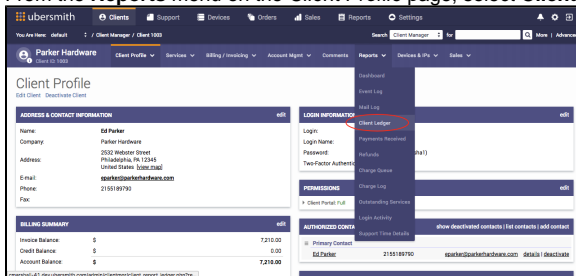 From the Reports menu on the Client Profile page, select Client
ubersmith Clients Support Devices Orders Sales Reports Settings
You Are Here: default / Client Manager / Client 1003 Search Client Manager for More | Advance
Parker Hardware Client Profile Services Billing / Invoicing Account Mgmt Comments Reports Devices & IPs Sales
Client ID: 1003
Dashboard
Event Log
Mail Log
Client Ledger
Payments Received
Refunds
Charge Queue
Charge Log
Outstanding Services
Login Activity
Support Time Details
Client Profile
Edit Client Deactivate Client
ADDRESS & CONTACT INFORMATION edit
Name: Ed Parker
Company: Parker Hardware
Address: 2532 Webster Street
Philadelphia, PA 12345
United States [view map]
E-mail: eparker@parkerhardware.com
Phone: 2155189790
Fax:
BILLING SUMMARY edit
Invoice Balance: $ 7,210.00
Credit Balance: $ 0.00
Account Balance: $ 7,210.00
LOGIN INFORMATION edit
Login:
Login Name:
Password: sha1)
Two-Factor Authentic
PERMISSIONS edit
Client Portal: Full
AUTHORIZED CONTA show deactivated contacts | list contacts | add contact
Primary Contact
Ed Parker 2155189790 eparker@parkerhardware.com details | deactivate